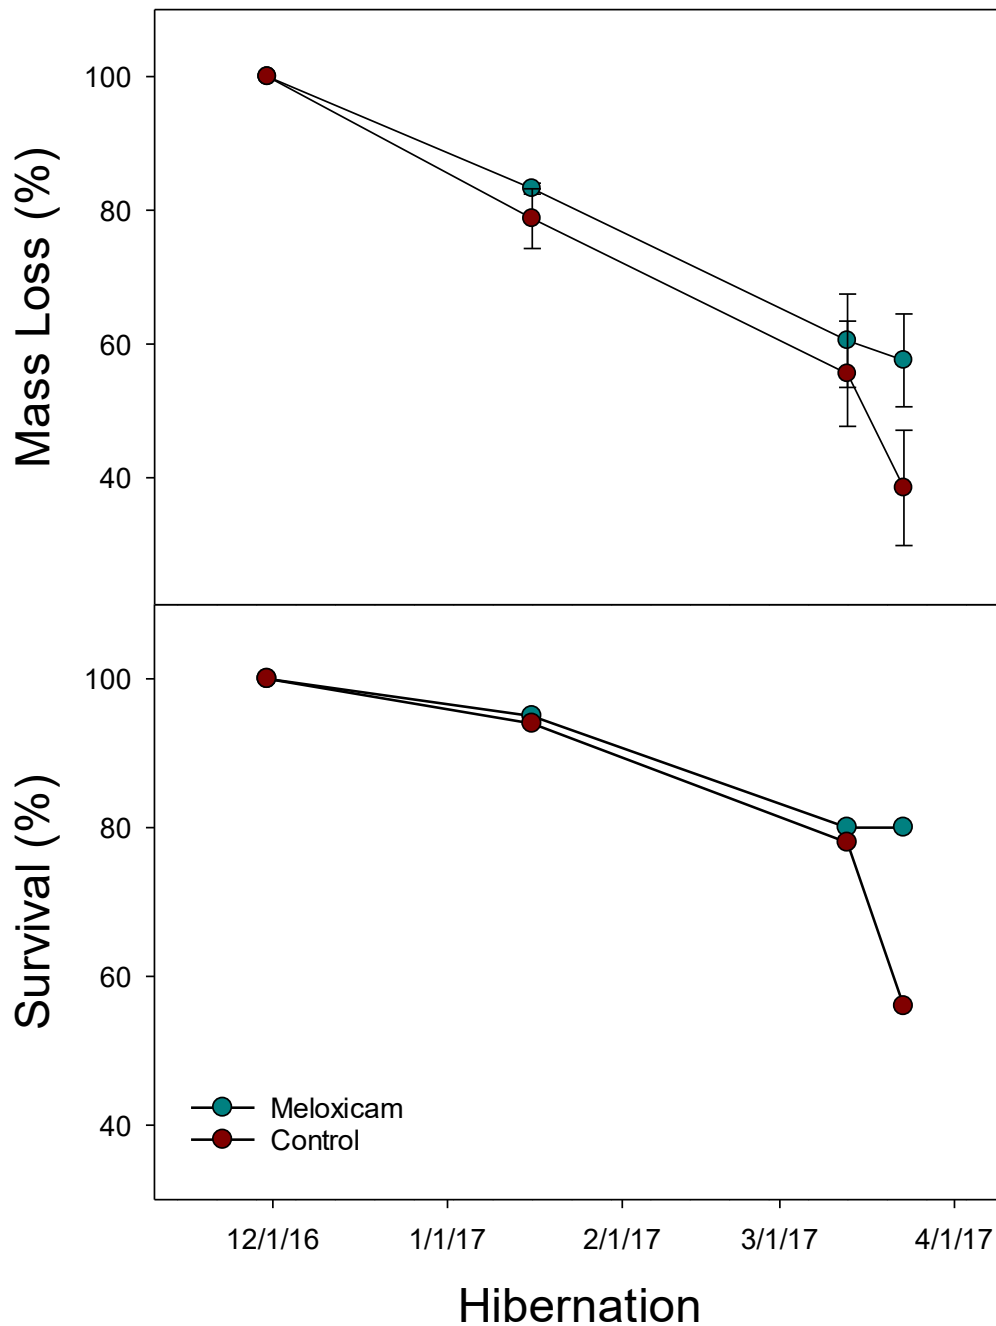 Mass Loss (%)
100
80
60
40
Survival (%)
100
80
60
40
Meloxicam
Control
12/1/16 1/1/17 2/1/17 3/1/17 4/1/17
Hibernation